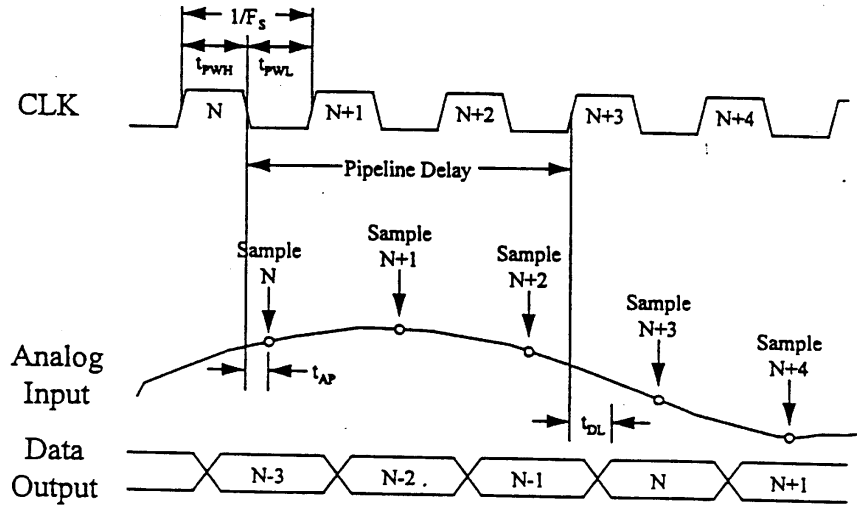 1/FS
tPWH tPWL
CLK
N N+1 N+2 N+3 N+4
Pipeline Delay
Sample
N
Sample
N+1
Sample
N+2
Sample
N+3
Sample
N+4
Analog
Input
tAP
tDL
Data
Output
N-3 N-2 . N-1 N N+1